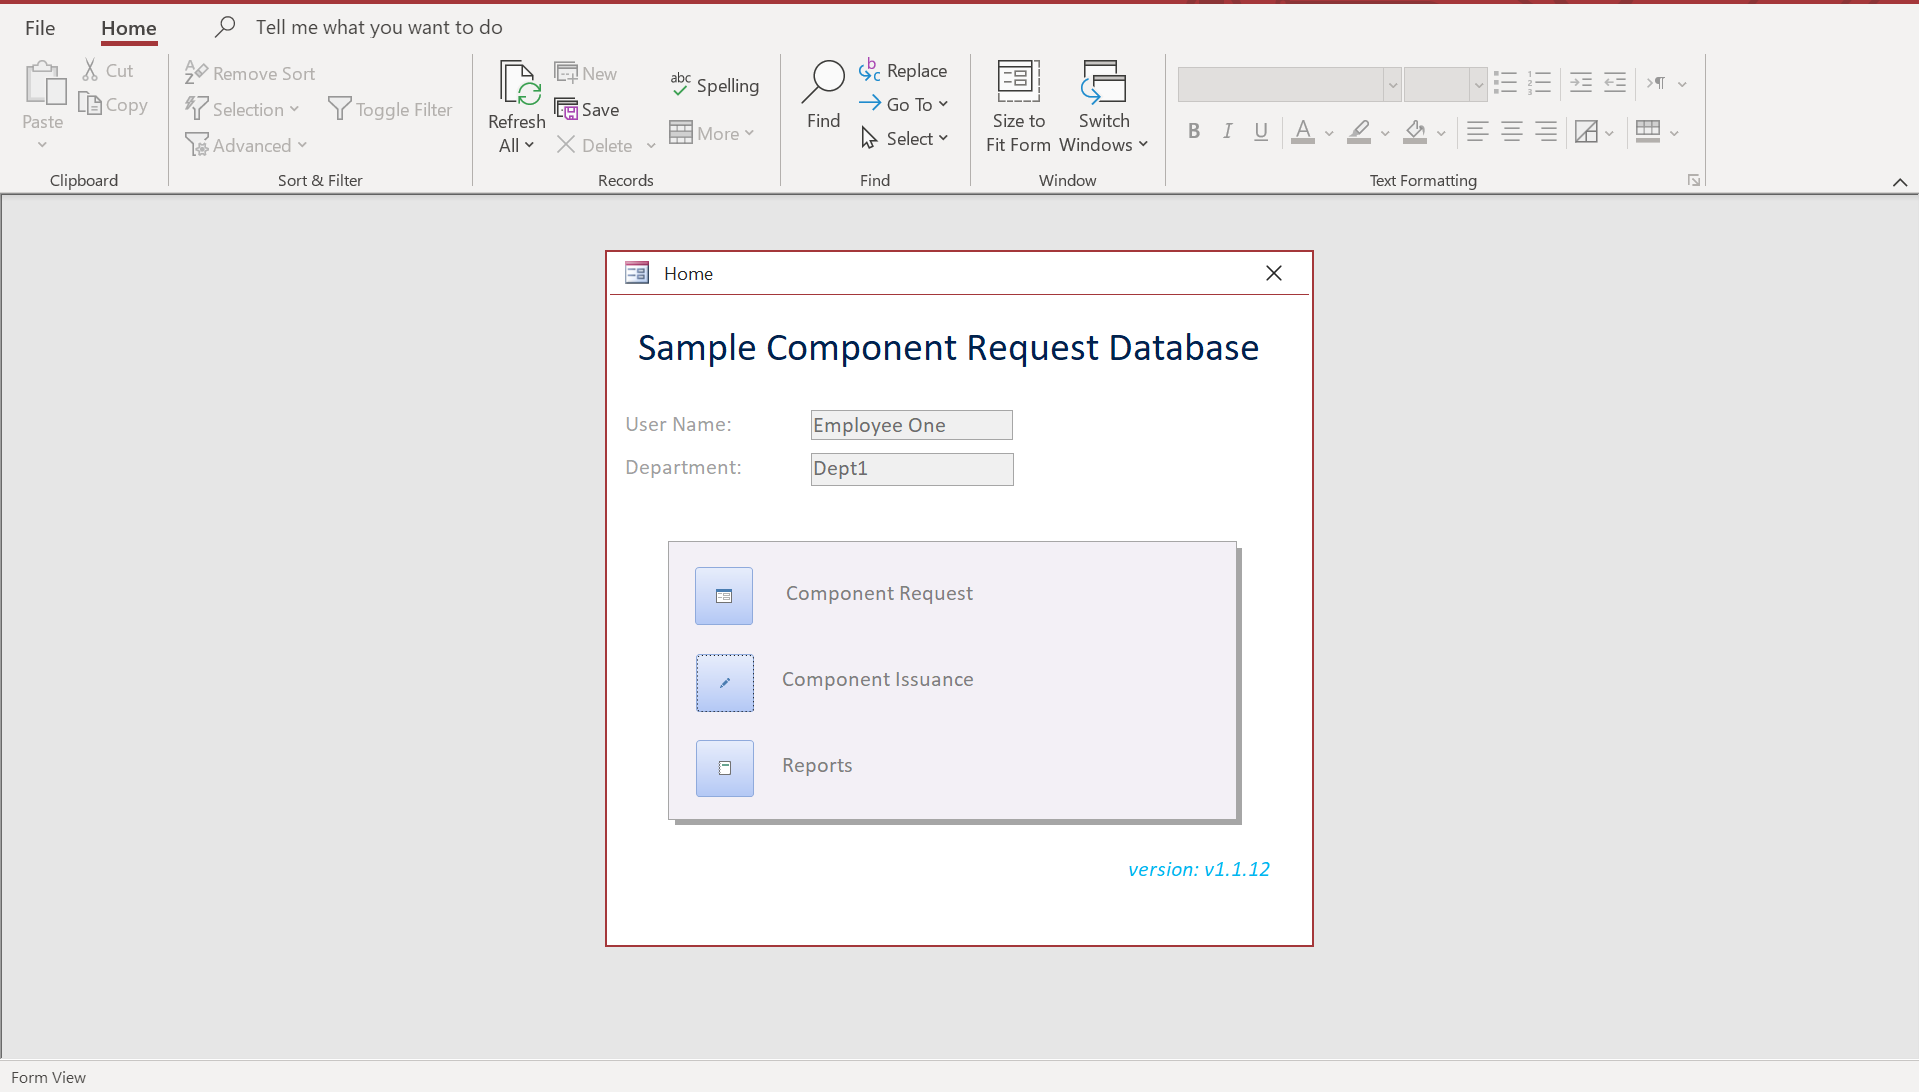 File
Home
Tell me what you want to do
Paste
Cut
Copy
Clipboard
Remove Sort
Selection
Toggle Filter
Advanced
Sort & Filter
Refresh
All
New
Save
Delete
abc
Spelling
More
Records
Find
Replace
Go To
Select
Find
Size to
Fit Form
Switch
Windows
Window
B I U A
Text Formatting
Home
Sample Component Request Database
User Name: Employee One
Department: Dept1
Component Request
Component Issuance
Reports
version: v1.1.12
Form View